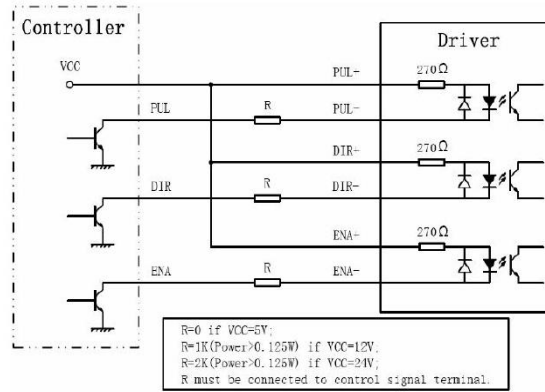 Controller
Driver
VCC
PUL+
270Ω
PUL
R
PUL-
DIR+
270Ω
DIR
R
DIR-
ENA+
270Ω
ENA
R
ENA-
R=0 if VCC=5V;
R=1K(Power>0.125W) if VCC=12V;
R=2K(Power>0.125W) if VCC=24V;
R must be connected to control signal terminal.